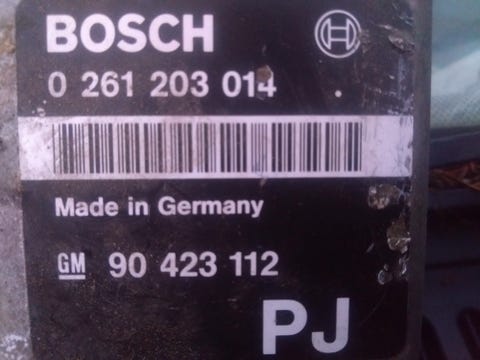 BOSCH
0 261 203 014
Made in Germany
GM 90 423 112
PJ